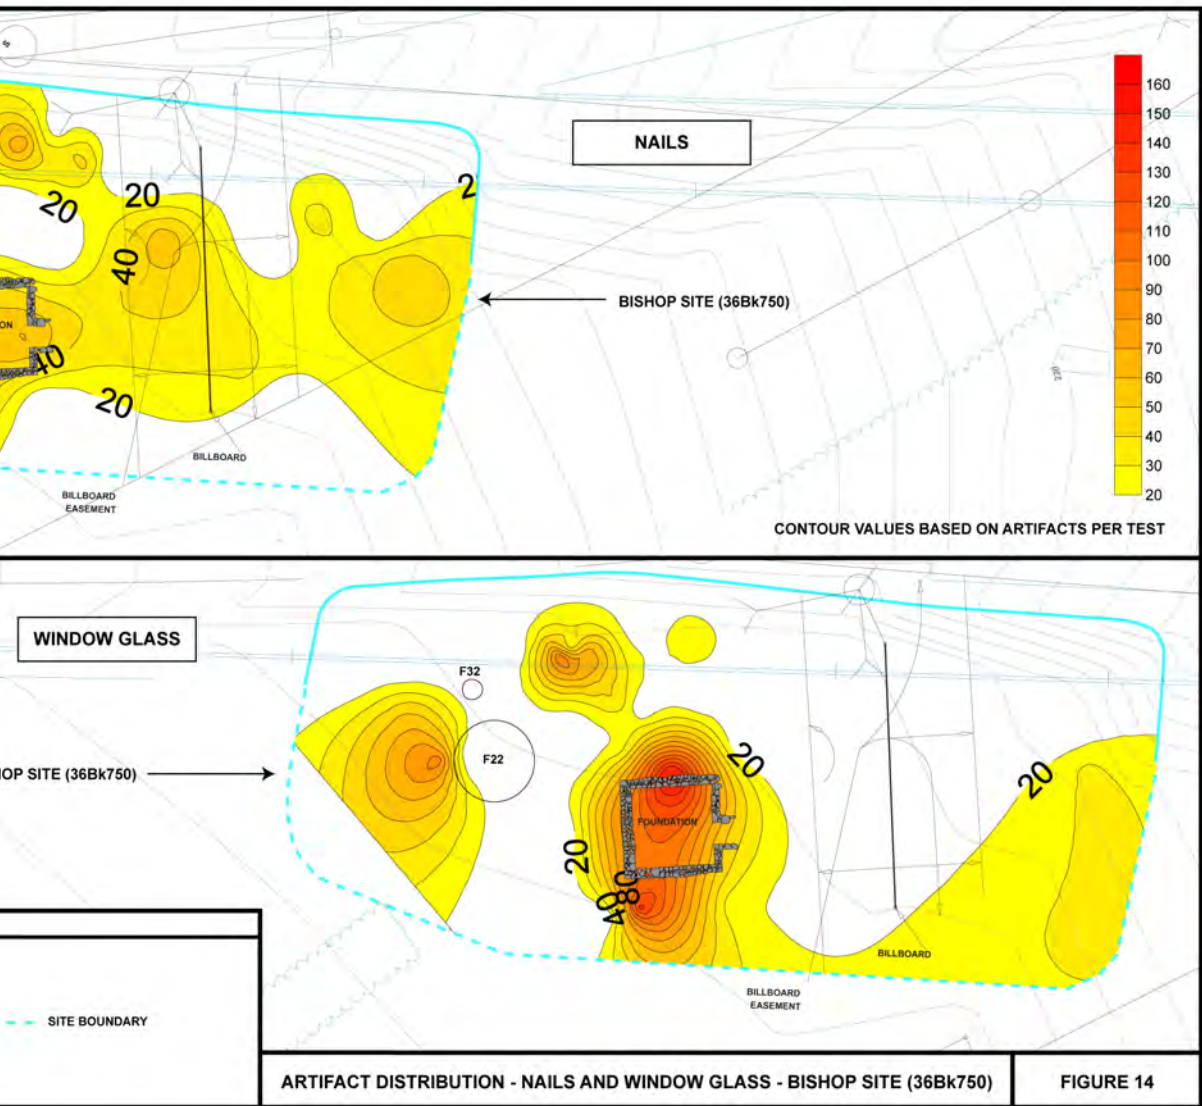 NAILS
160
150
140
130
120
110
100
90
80
70
60
50
40
30
20
20
20
2
40
ON
40
20
BISHOP SITE (36Bk750)
220
BILLBOARD
BILLBOARD
EASEMENT
CONTOUR VALUES BASED ON ARTIFACTS PER TEST
WINDOW GLASS
F32
F22
HOP SITE (36Bk750)
20
20
FOUNDATION
20
40
80
BILLBOARD
BILLBOARD
EASEMENT
SITE BOUNDARY
ARTIFACT DISTRIBUTION - NAILS AND WINDOW GLASS - BISHOP SITE (36Bk750)
FIGURE 14